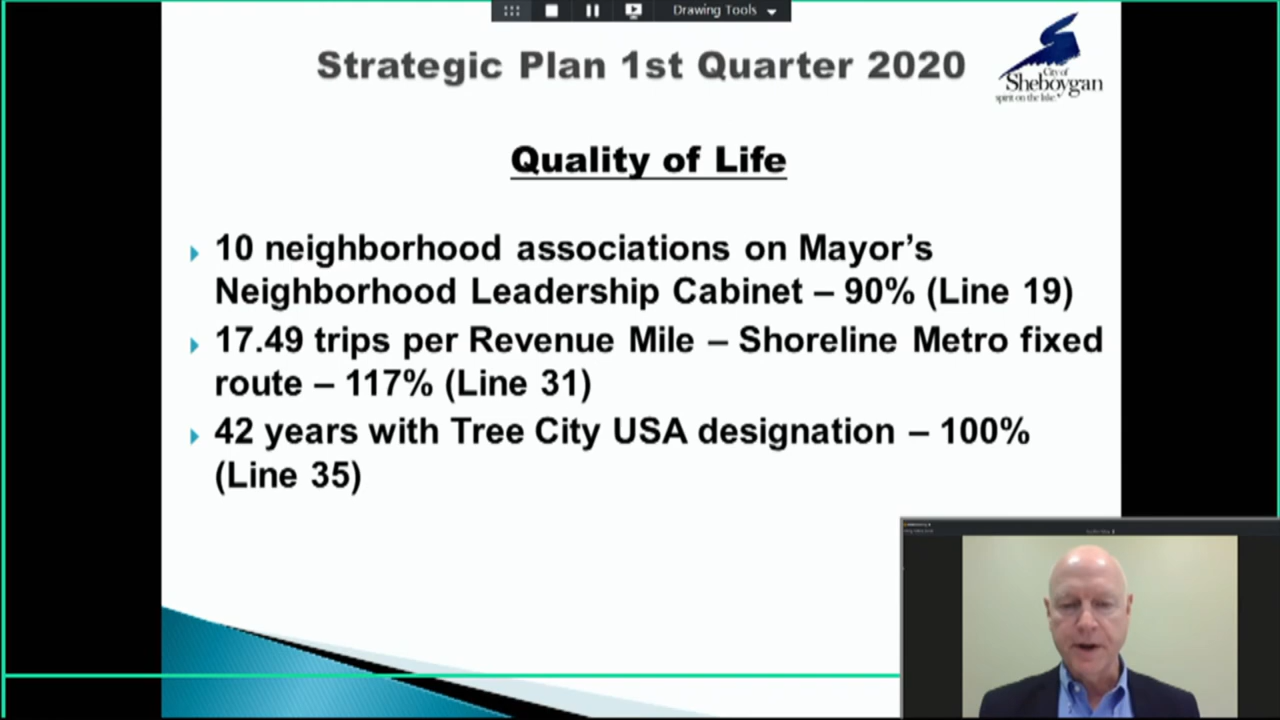 Drawing Tools
Strategic Plan 1st Quarter 2020
City of
Sheboygan
spirit on the lake.
Quality of Life
10 neighborhood associations on Mayor’s
Neighborhood Leadership Cabinet – 90% (Line 19)
17.49 trips per Revenue Mile – Shoreline Metro fixed
route – 117% (Line 31)
42 years with Tree City USA designation – 100%
(Line 35)